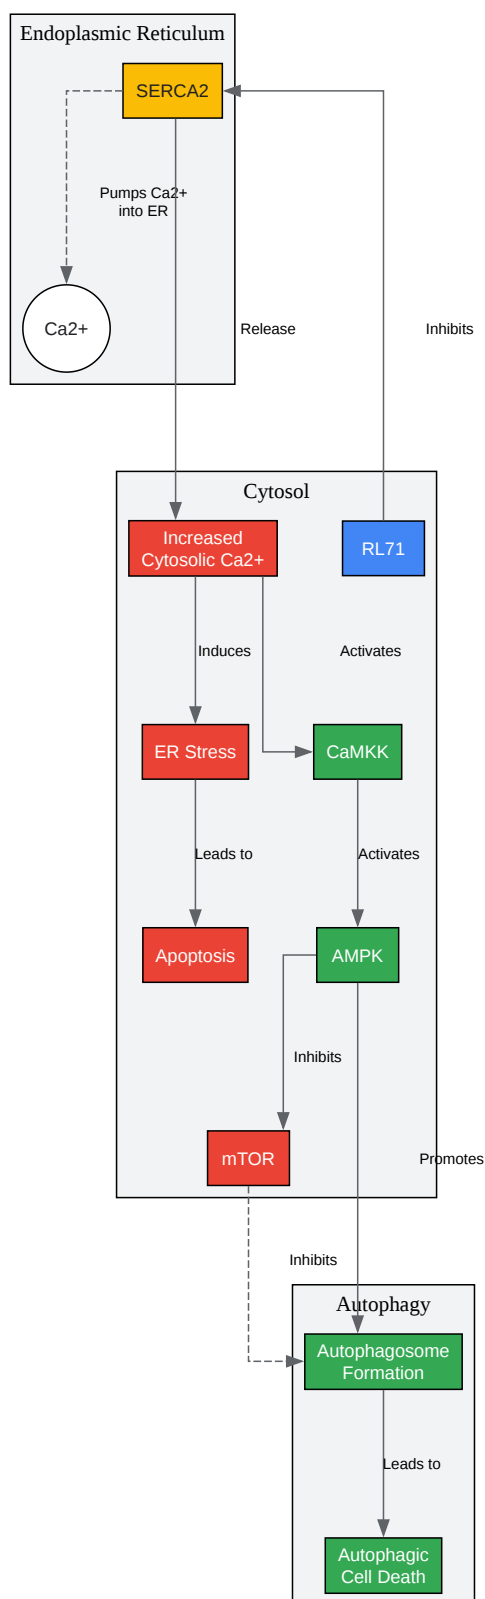 Endoplasmic Reticulum
SERCA2
Pumps Ca2+
into ER
Ca2+
Release
Inhibits
Cytosol
Increased
Cytosolic Ca2+
RL71
Induces
Activates
ER Stress
CaMKK
Leads to
Activates
Apoptosis
AMPK
Inhibits
mTOR
Promotes
Inhibits
Autophagy
Autophagosome
Formation
Leads to
Autophagic
Cell Death